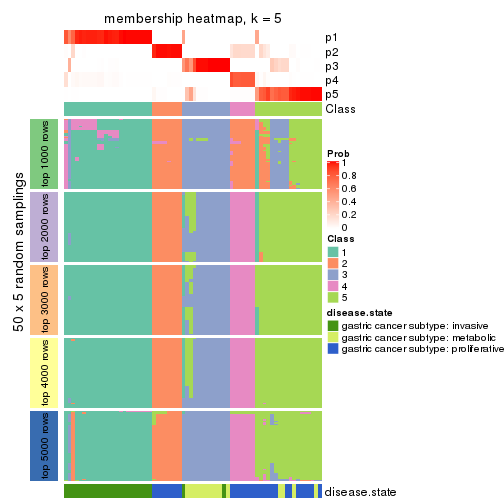 membership heatmap, k = 5
p1
p2
p3
p4
p5
Class
50 x 5 random samplings
top 1000 rows
top 2000 rows
top 3000 rows
top 4000 rows
top 5000 rows
disease.state
Prob
1
0.8
0.6
0.4
0.2
0
Class
1
2
3
4
5
disease.state
gastric cancer subtype: invasive
gastric cancer subtype: metabolic
gastric cancer subtype: proliferative